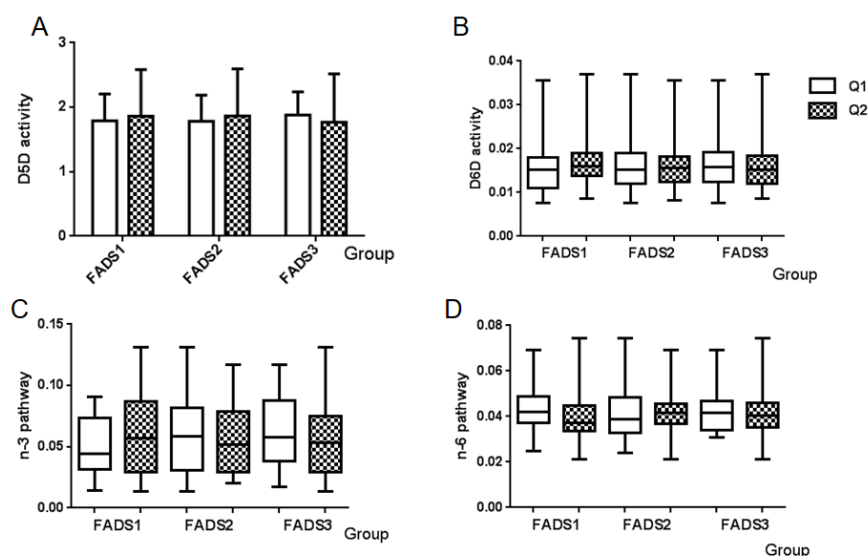 A
D5D activity
3
2
1
0
FADS1
FADS2
FADS3
Group
B
D6D activity
0.04
0.03
0.02
0.01
0.00
FADS1
FADS2
FADS3
Group
Q1
Q2
C
n-3 pathway
0.15
0.10
0.05
0.00
FADS1
FADS2
FADS3
Group
D
n-6 pathway
0.08
0.06
0.04
0.02
0.00
FADS1
FADS2
FADS3
Group